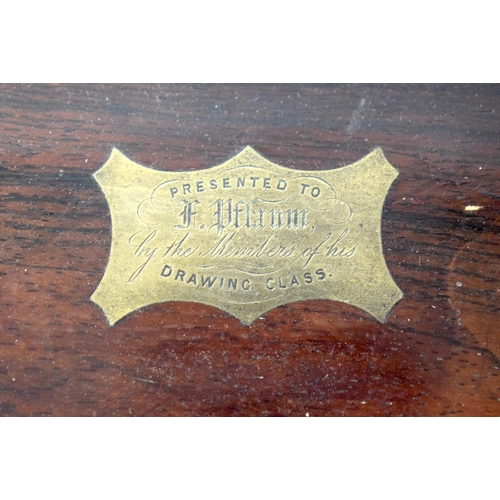 PRESENTED TO
F. Pflaum,
by the Members of his
DRAWING CLASS.